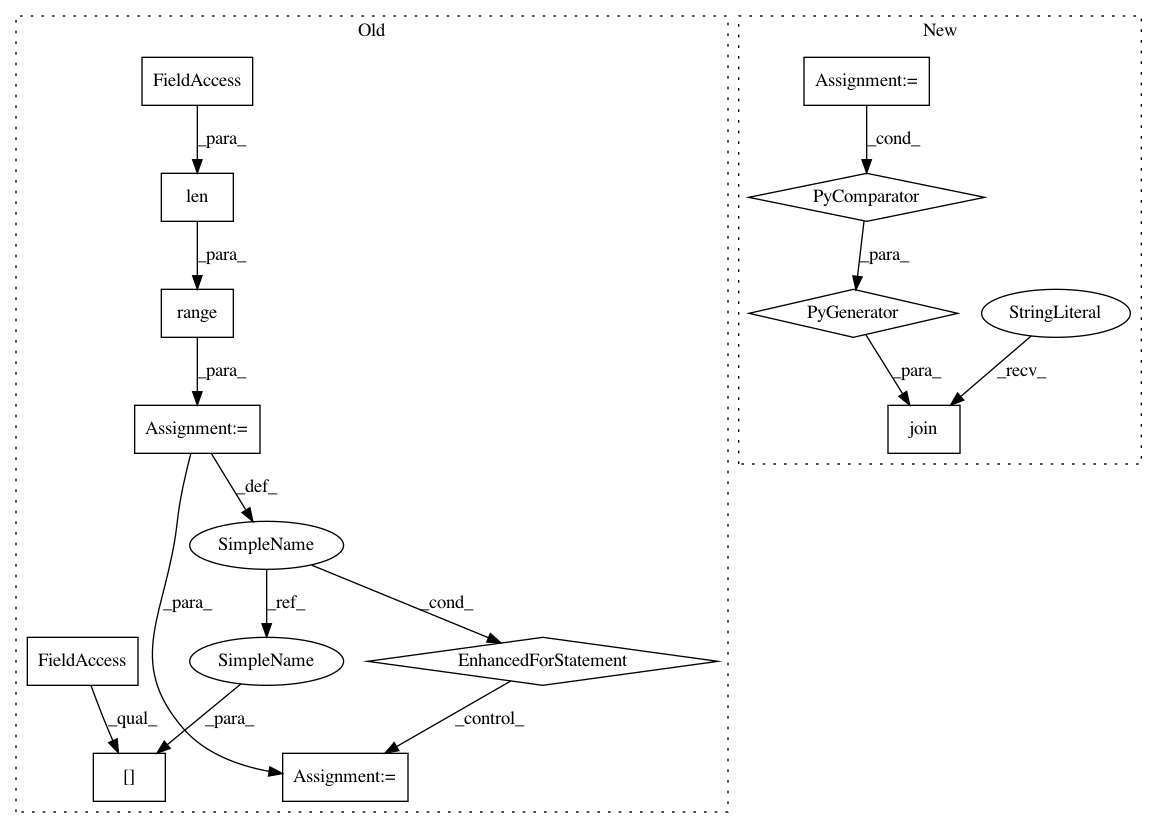 Old
New
FieldAccess
Assignment:=
_para_
_cond_
len
PyComparator
_para_
_para_
range
PyGenerator
StringLiteral
_para_
_para_
_recv_
Assignment:=
join
_def_
SimpleName
_para_
_ref_
_cond_
FieldAccess
SimpleName
EnhancedForStatement
_qual_
_para_
_control_
[]
Assignment:=